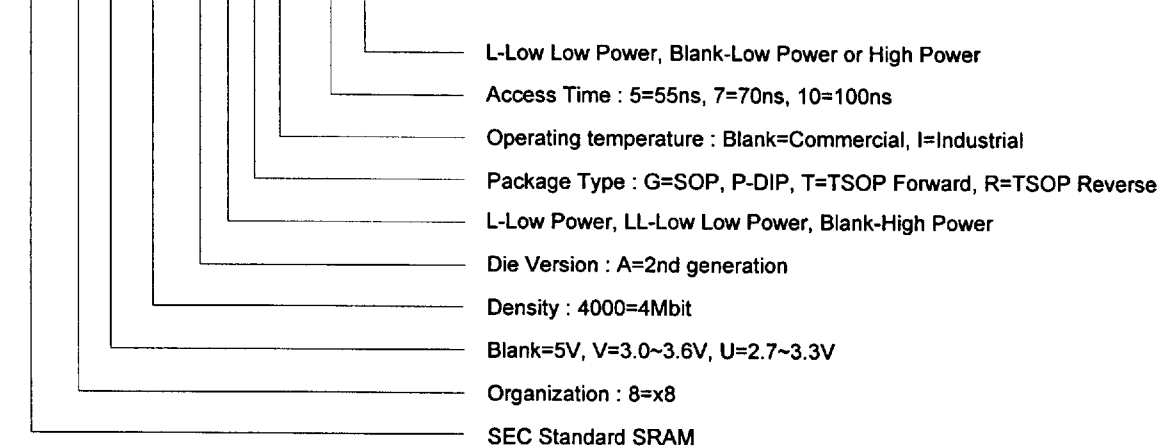 L-Low Low Power, Blank-Low Power or High Power
Access Time : 5=55ns, 7=70ns, 10=100ns
Operating temperature : Blank=Commercial, I=Industrial
Package Type : G=SOP, P-DIP, T=TSOP Forward, R=TSOP Reverse
L-Low Power, LL-Low Low Power, Blank-High Power
Die Version : A=2nd generation
Density : 4000=4Mbit
Blank=5V, V=3.0~3.6V, U=2.7~3.3V
Organization : 8=x8
SEC Standard SRAM